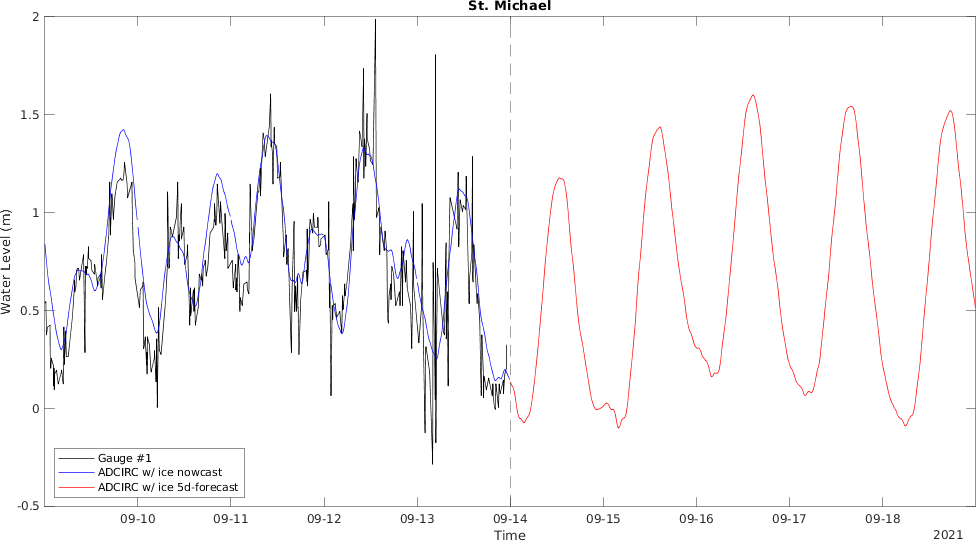 St. Michael
Water Level (m)
2
1.5
1
0.5
0
-0.5
Gauge #1
ADCIRC w/ ice nowcast
ADCIRC w/ ice 5d-forecast
09-10
09-11
09-12
09-13
09-14
09-15
09-16
09-17
09-18
Time
2021